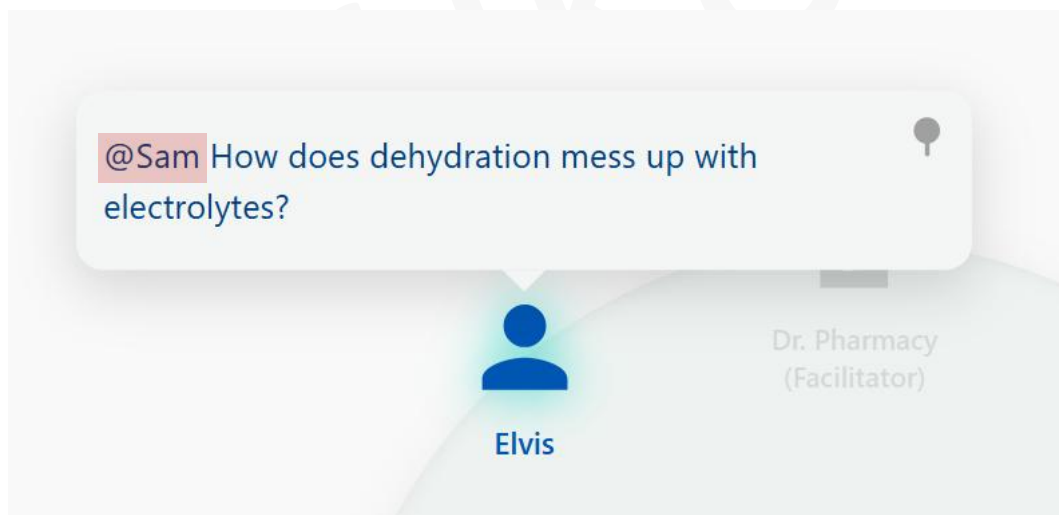 @Sam How does dehydration mess up with
electrolytes?
Dr. Pharmacy
(Facilitator)
Elvis